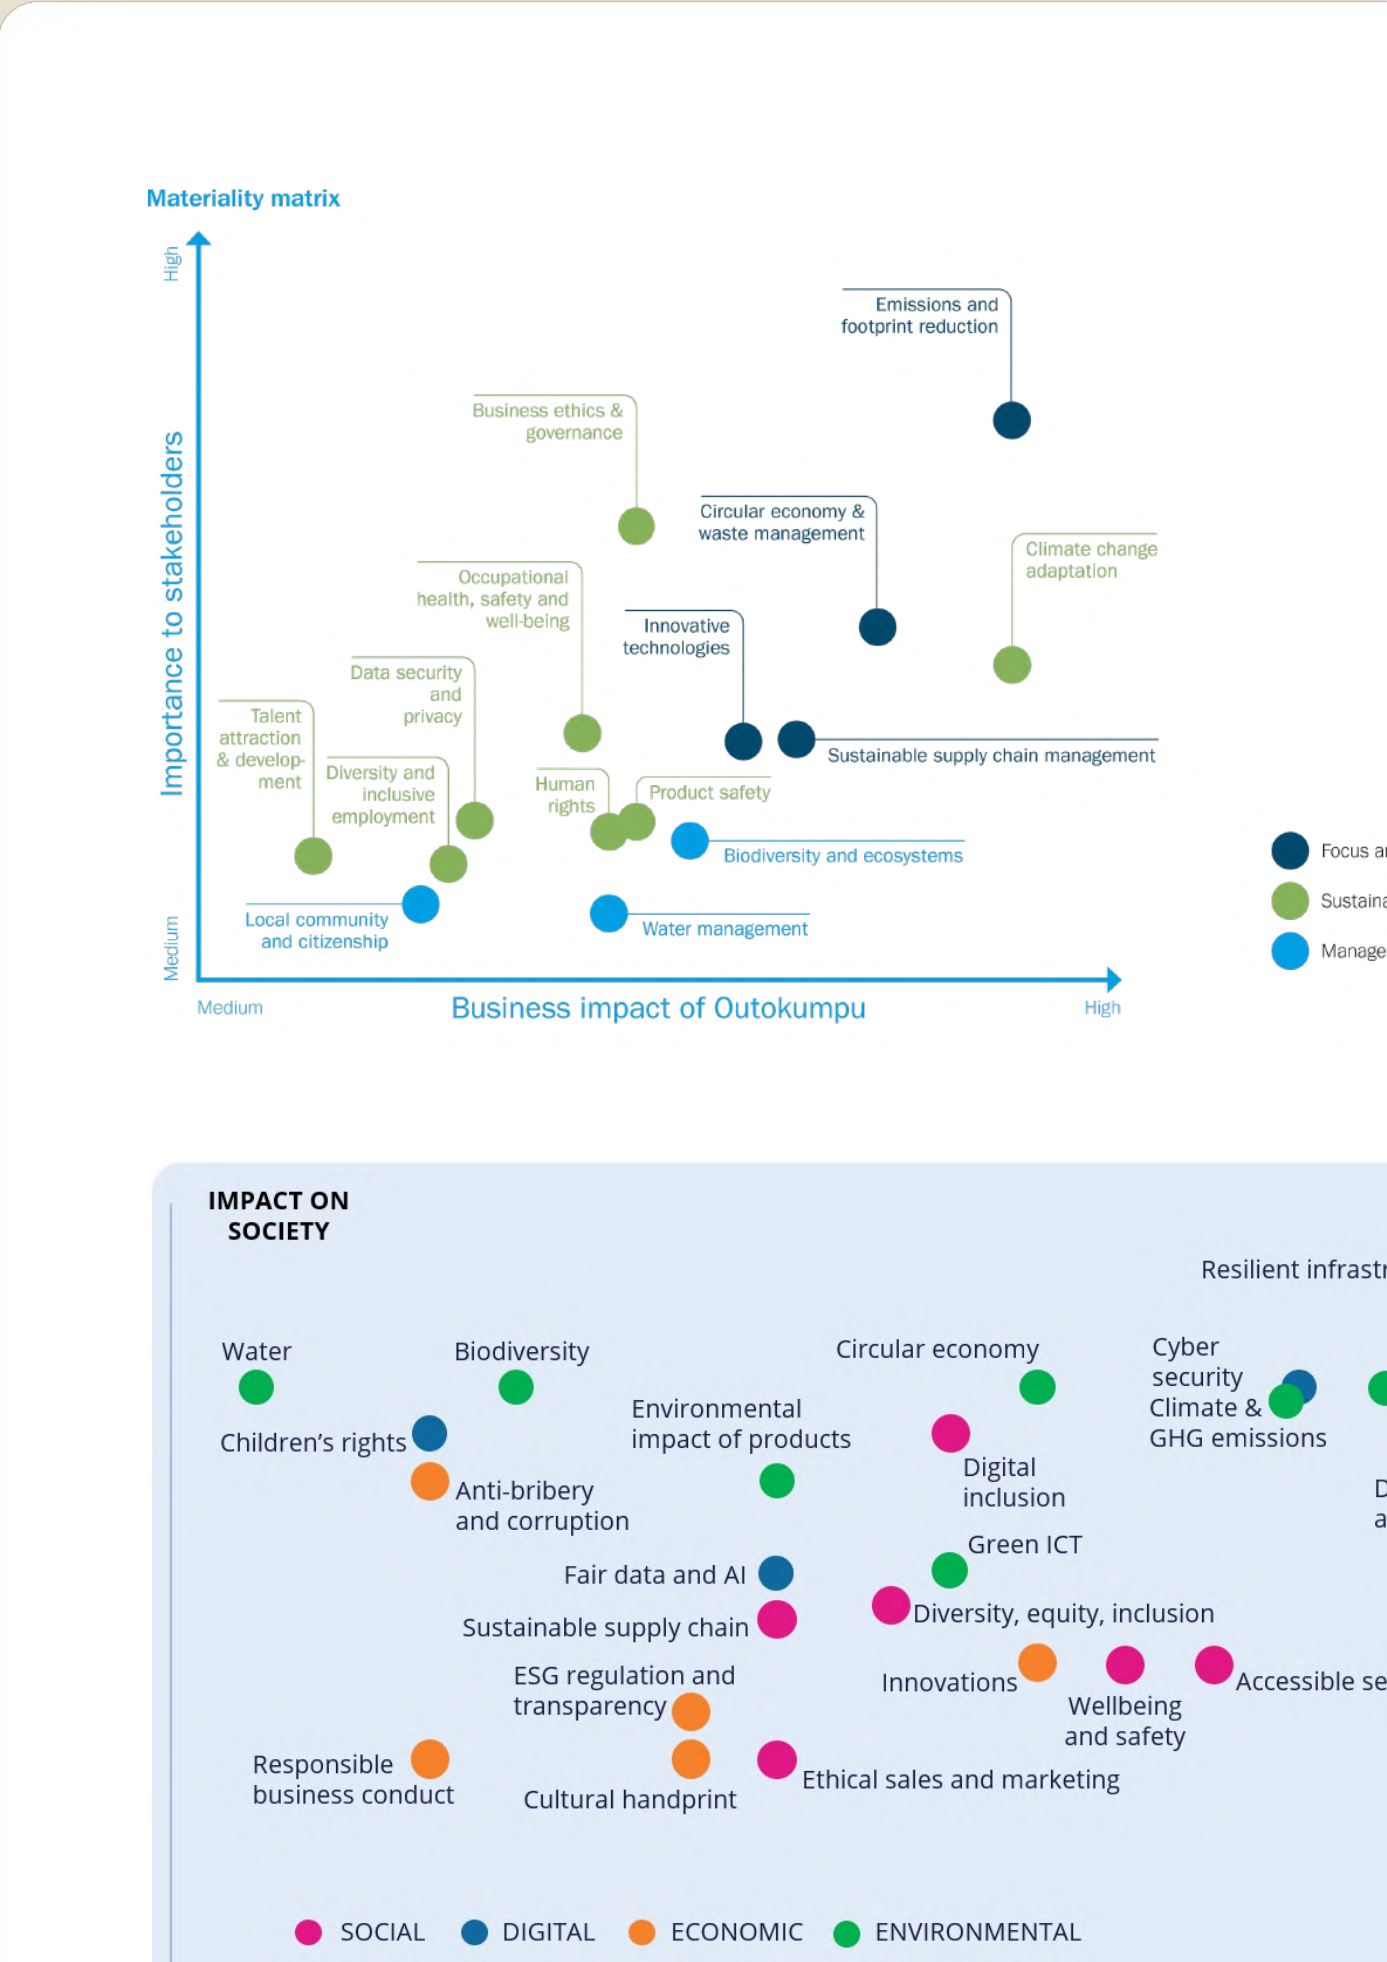 Materiality matrix
High
Importance to stakeholders
Medium
Emissions and
footprint reduction
Business ethics &
governance
Circular economy &
waste management
Climate change
adaptation
Occupational
health, safety and
well-being
Innovative
technologies
Data security
and
privacy
Talent
attraction
& develop-
ment
Sustainable supply chain management
Diversity and
inclusive
employment
Human
rights
Product safety
Biodiversity and ecosystems
Local community
and citizenship
Water management
Focus
Manage
Medium
Business impact of Outokumpu
High
IMPACT ON
SOCIETY
Resilient
Water
Biodiversity
Circular economy
Cyber
security
Climate &
GHG emissions
Children's rights
Environmental
impact of products
Digital
inclusion
Anti-bribery
and corruption
Green ICT
Fair data and AI
Diversity, equity, inclusion
Sustainable supply chain
ESG regulation and
transparency
Innovations
Wellbeing
and safety
Accessible
Responsible
business conduct
Cultural handprint
Ethical sales and marketing
SOCIAL
DIGITAL
ECONOMIC
ENVIRONMENTAL